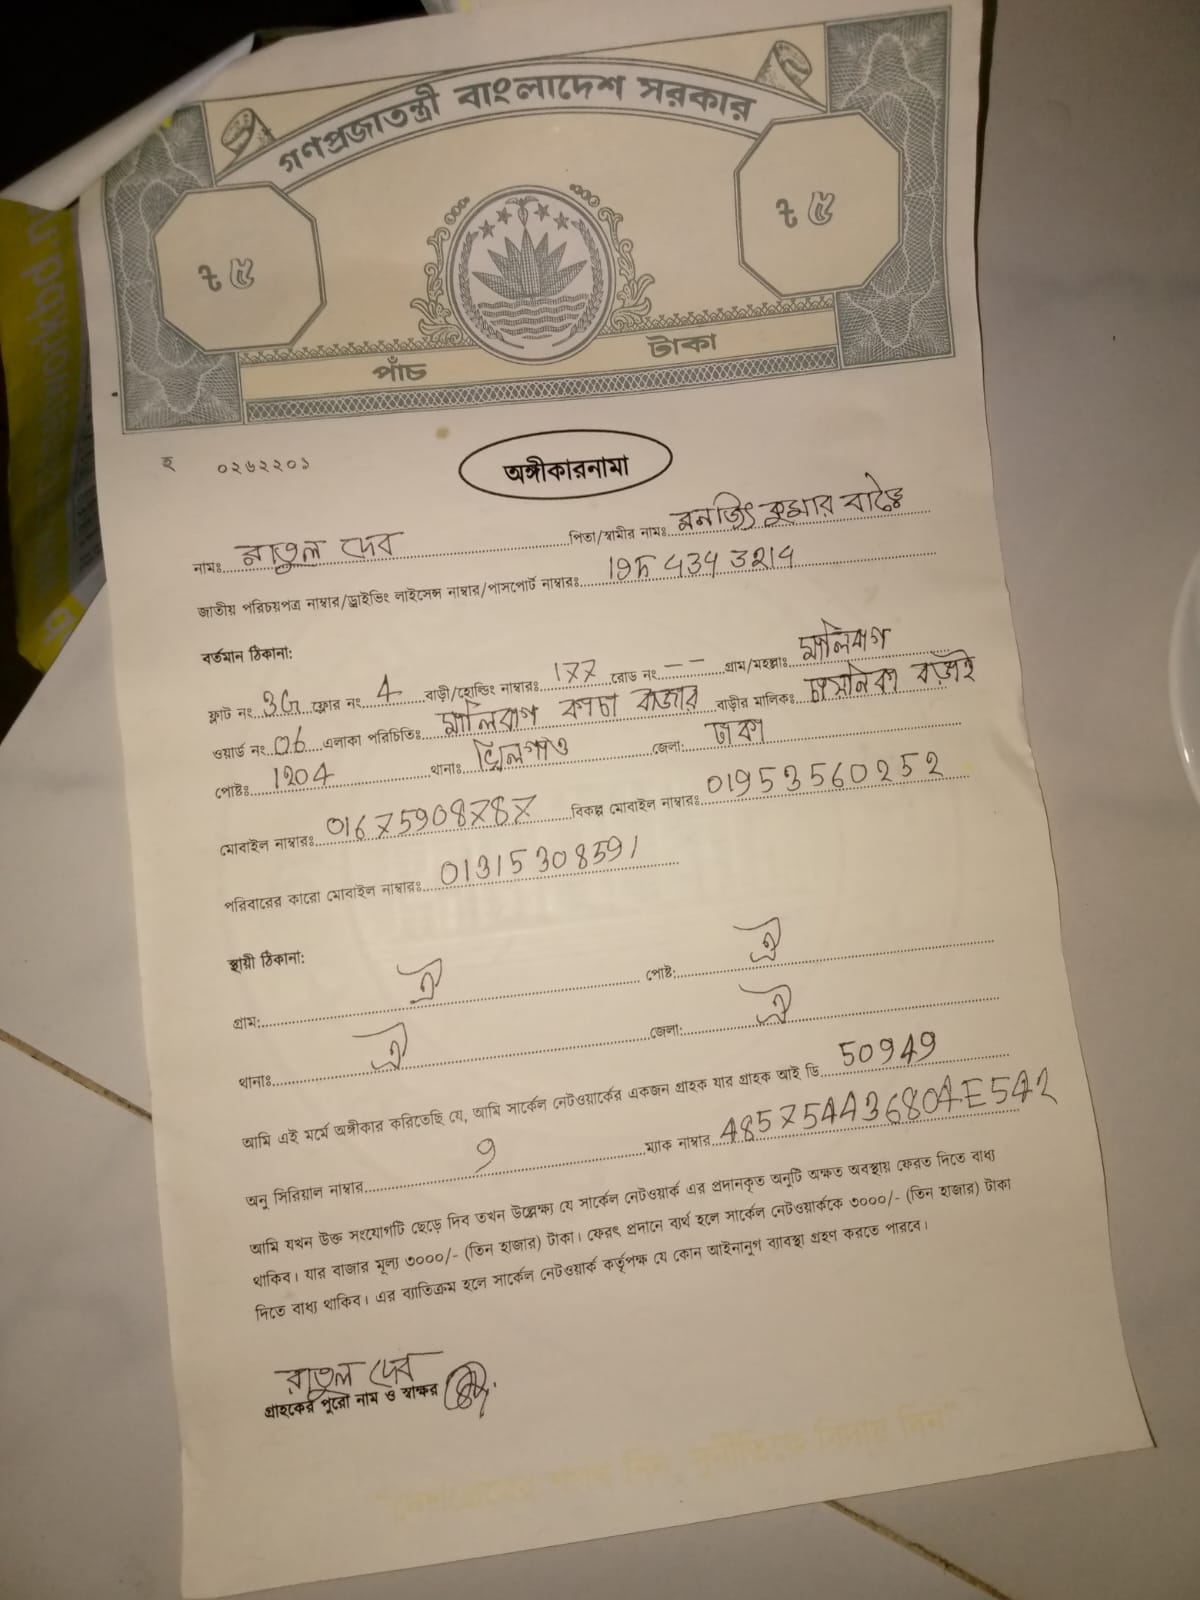 গণপ্রজাতন্ত্রী বাংলাদেশ সরকার
৳ ৫
৳ ৫
পাঁচ টাকা
হ ০২৬২২০১
অঙ্গীকারনামা
নামঃ রাতুল দেব পিতা/স্বামীর নামঃ কুমার
জাতীয় পরিচয়পত্র নাম্বার/ড্রাইভিং লাইসেন্স নাম্বার/পাসপোর্ট নাম্বারঃ
বর্তমান ঠিকানা:
ফ্লাট নং 3G ফ্লোর নং 4 বাড়ী/হোল্ডিং নাম্বারঃ 177 রোড নং -- গ্রাম/মহল্লাঃ মালিবাগ
ওয়ার্ড নং 06 এলাকা পরিচিতিঃ মালিবাগ কাচা বাজার বাড়ীর মালিকঃ
পোষ্টঃ 1204 থানাঃ খিলগাও জেলা: ঢাকা
মোবাইল নাম্বারঃ 01675908787 বিকল্প মোবাইল নাম্বারঃ 01953560252
পরিবারের কারো মোবাইল নাম্বারঃ 01315308591
স্থায়ী ঠিকানা:
গ্রাম: ঐ পোষ্ট: ঐ
থানাঃ ঐ জেলা: ঐ
আমি এই মর্মে অঙ্গীকার করিতেছি যে, আমি সার্কেল নেটওয়ার্কের একজন গ্রাহক যার গ্রাহক আই ডি 50949
অনু সিরিয়াল নাম্বার 9 ম্যাক নাম্বার 485754436804E542
আমি যখন উক্ত সংযোগটি ছেড়ে দিব তখন উল্লেক্ষ্য যে সার্কেল নেটওয়ার্ক এর প্রদানকৃত অনুটি অক্ষত অবস্থায় ফেরত দিতে বাধ্য
থাকিব। যার বাজার মূল্য ৩০০০/- (তিন হাজার) টাকা। ফেরৎ প্রদানে ব্যর্থ হলে সার্কেল নেটওয়ার্ককে ৩০০০/- (তিন হাজার) টাকা
দিতে বাধ্য থাকিব। এর ব্যাতিক্রম হলে সার্কেল নেটওয়ার্ক কর্তৃপক্ষ যে কোন আইনানুগ ব্যাবস্থা গ্রহণ করতে পারবে।
রাতুল দেব
গ্রাহকের পুরো নাম ও স্বাক্ষর